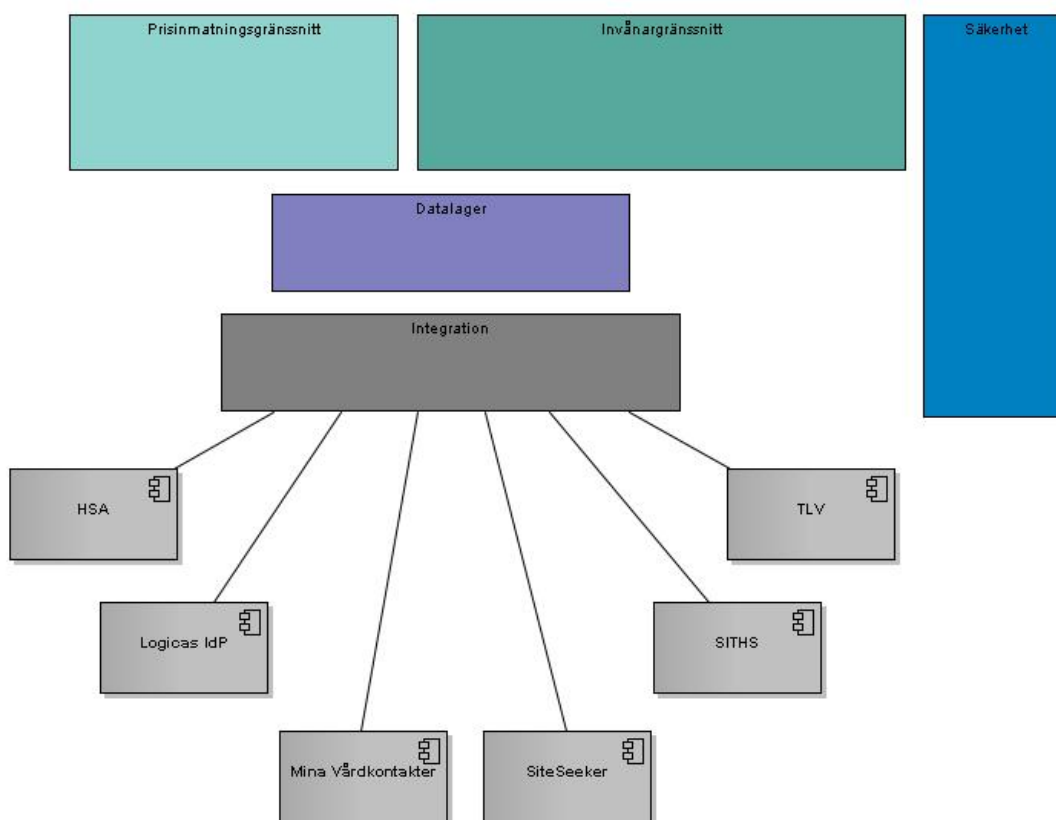 Prisinmatningsgränssnitt
Invånargränssnitt
Säkerhet
Datalager
Integration
HSA
TLV
Logicas IdP
SITHS
Mina Vårdkontakter
SiteSeeker